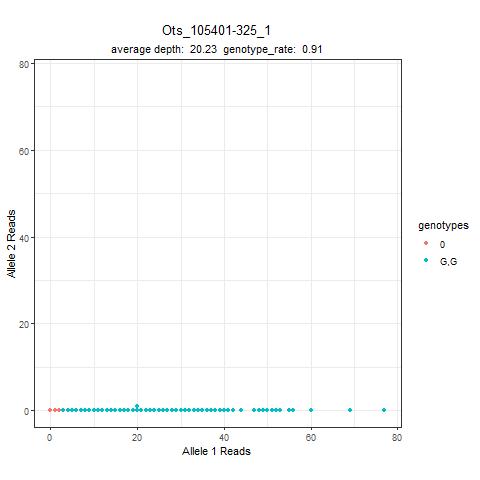 Ots_105401-325_1
average depth:  20.23  genotype_rate:  0.91
80
60
40
20
0
Allele 2 Reads
0
20
40
60
80
Allele 1 Reads
genotypes
0
G,G